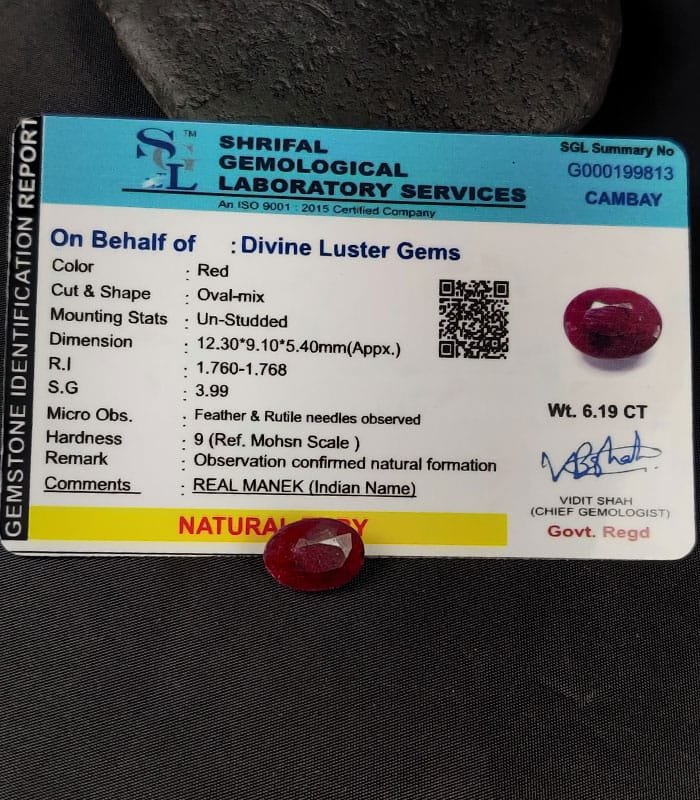 GEMSTONE IDENTIFICATION REPORT
SGL
TM
SHRIFAL
GEMOLOGICAL
LABORATORY SERVICES
An ISO 9001 : 2015 Certified Company
SGL Summary No
G000199813
CAMBAY
On Behalf of : Divine Luster Gems
Color : Red
Cut & Shape : Oval-mix
Mounting Stats : Un-Studded
Dimension : 12.30*9.10*5.40mm(Appx.)
R.I : 1.760-1.768
S.G : 3.99
Micro Obs. : Feather & Rutile needles observed
Hardness : 9 (Ref. Mohsn Scale )
Remark : Observation confirmed natural formation
Comments : REAL MANEK (Indian Name)
NATURAL
Wt. 6.19 CT
VIDIT SHAH
(CHIEF GEMOLOGIST)
Govt. Regd